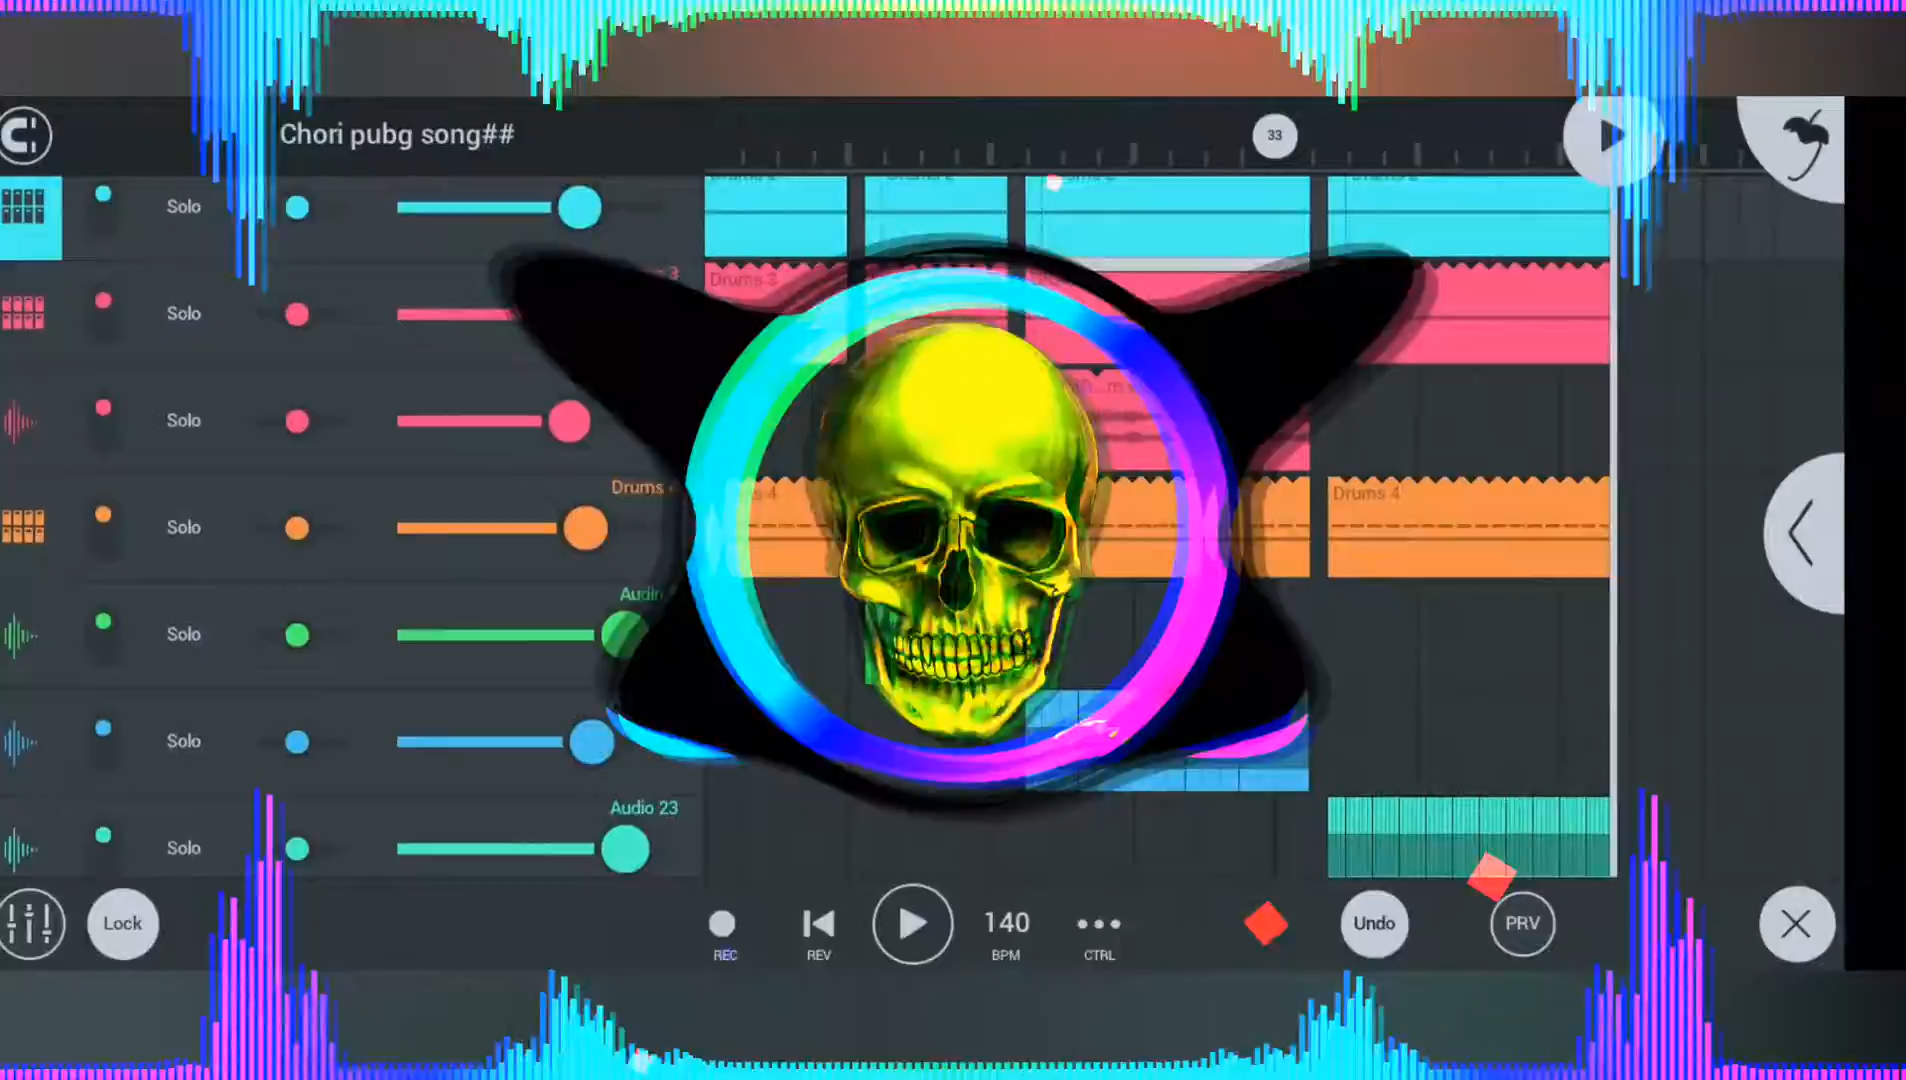 Chori pubg song##
33
Solo
Drums 3
Solo
Solo
Drums
Drums 4
Solo
Solo
Solo
Audio 23
Solo
Lock
REC
REV
140
BPM
CTRL
Undo
PRV